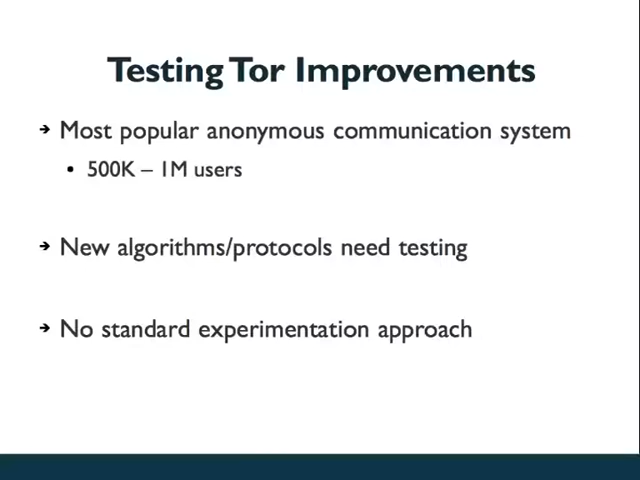 Testing Tor Improvements
➔ Most popular anonymous communication system
• 500K – 1M users
➔ New algorithms/protocols need testing
➔ No standard experimentation approach